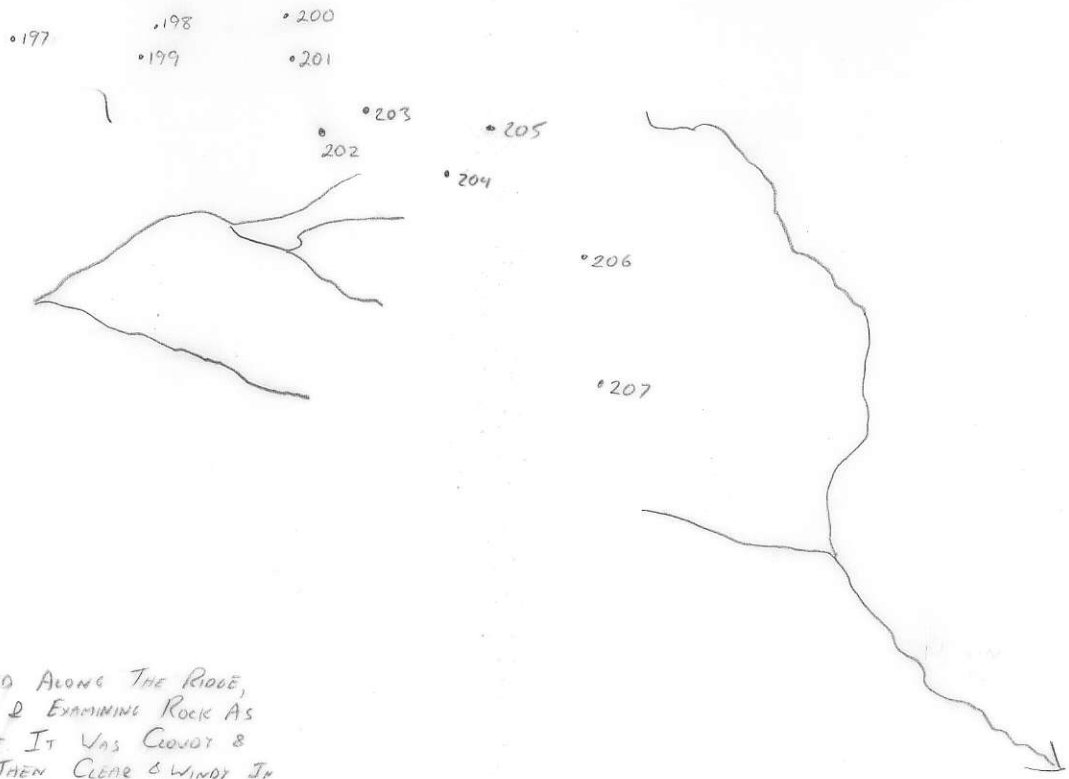 .198
.200
.197
.199
.201
.203
.205
202
.204
.206
.207
ALONG THE RIDGE,
& EXAMINING ROCK AS
IT WAS CLOUDY &
THEN CLEAR & WINDY IN